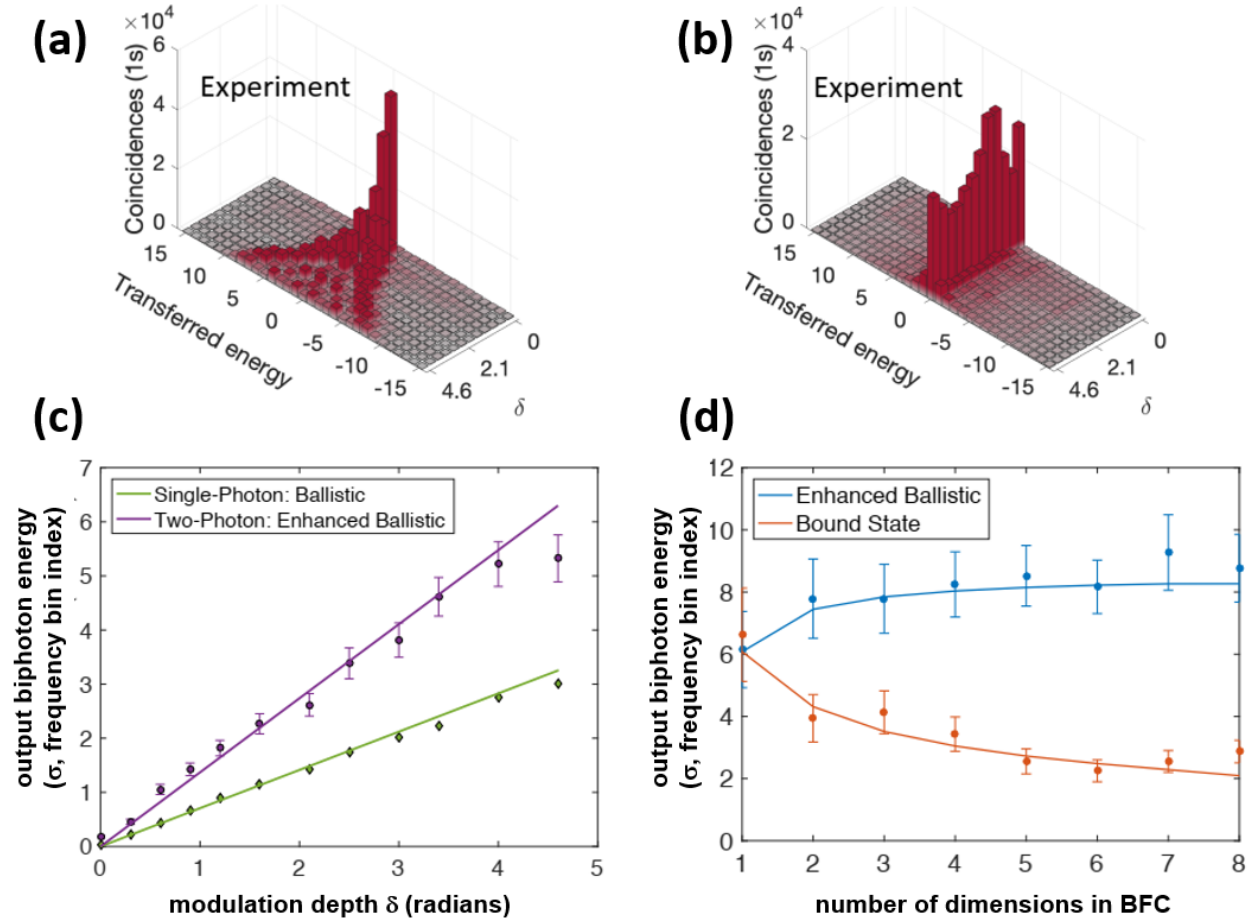 (a)
×10⁴
6
4
2
0
Coincidences (1s)
Experiment
15
10
5
0
-5
-10
-15
Transferred energy
0
2.1
4.6
δ
(b)
×10⁴
4
2
0
Coincidences (1s)
Experiment
15
10
5
0
-5
-10
-15
Transferred energy
0
2.1
4.6
δ
(c)
7
6
5
4
3
2
1
0
output biphoton energy
(σ, frequency bin index)
Single-Photon: Ballistic
Two-Photon: Enhanced Ballistic
0 1 2 3 4 5
modulation depth δ (radians)
(d)
12
10
8
6
4
2
0
output biphoton energy
(σ, frequency bin index)
Enhanced Ballistic
Bound State
1 2 3 4 5 6 7 8
number of dimensions in BFC